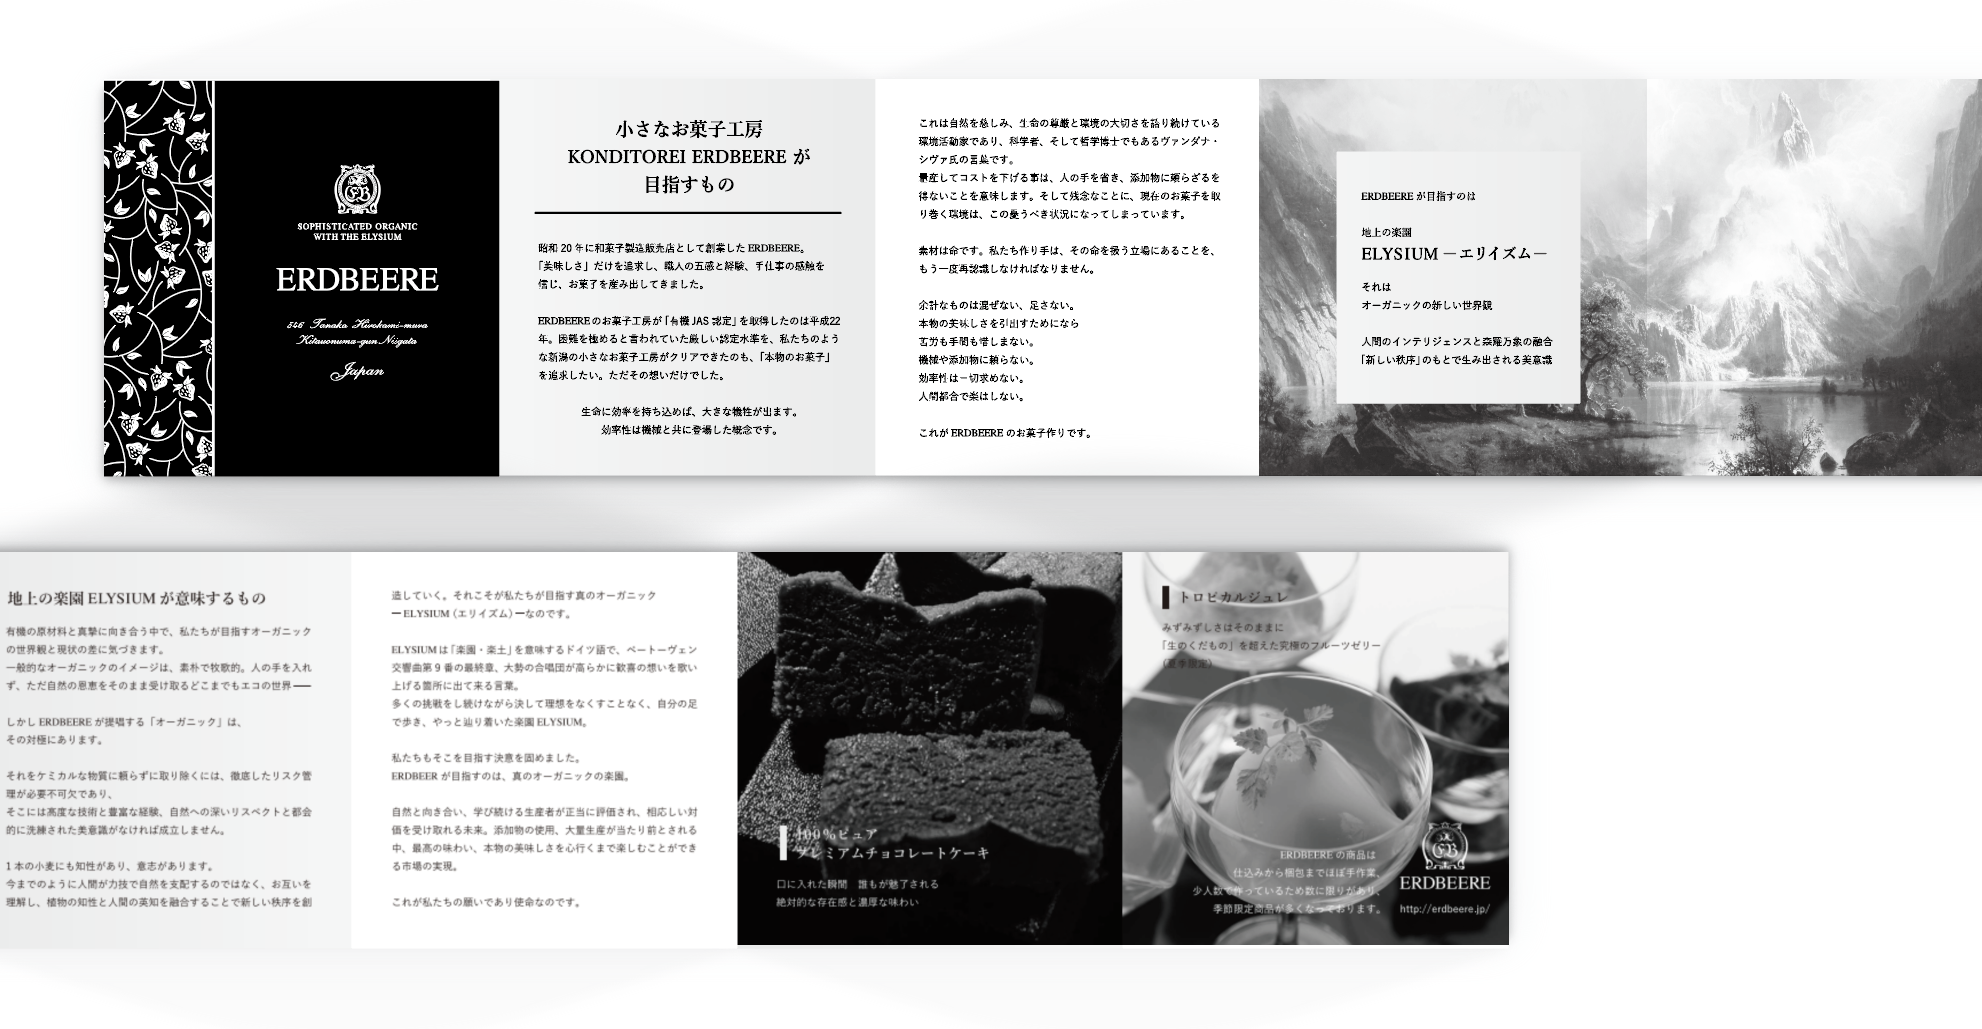 SOPHISTICATED ORGANIC
WITH THE ELYSIUM
ERDBEERE
546 Tanaka Hirokami-mura
Kitauonuma-gun Niigata
Japan
小さなお菓子工房
KONDITOREI ERDBEERE が
目指すもの
昭和 20 年に和菓子製造販売店として創業した ERDBEERE。
「美味しさ」だけを追求し、職人の五感と経験、手仕事の感触を
信じ、お菓子を産み出してきました。
ERDBEERE のお菓子工房が「有機 JAS 認定」を取得したのは平成22
年。困難を極めると言われていた厳しい認定水準を、私たちのよう
な新潟の小さなお菓子工房がクリアできたのも、「本物のお菓子」
を追求したい。ただその想いだけでした。
生命に効率を持ち込めば、大きな犠牲が出ます。
効率性は機械と共に登場した概念です。
これは自然を慈しみ、生命の尊厳と環境の大切さを語り続けている
環境活動家であり、科学者、そして哲学博士でもあるヴァンダナ・
シヴァ氏の言葉です。
量産してコストを下げる事は、人の手を省き、添加物に頼らざるを
得ないことを意味します。そして残念なことに、現在のお菓子を取
り巻く環境は、この憂うべき状況になってしまっています。
素材は命です。私たち作り手は、その命を扱う立場にあることを、
もう一度再認識しなければなりません。
余計なものは混ぜない、足さない。
本物の美味しさを引出すためになら
苦労も手間も惜しまない。
機械や添加物に頼らない。
効率性は一切求めない。
人間都合で楽はしない。
これが ERDBEERE のお菓子作りです。
ERDBEERE が目指すのは
地上の楽園
ELYSIUM ―エリイズム―
それは
オーガニックの新しい世界観
人間のインテリジェンスと森羅万象の融合
「新しい秩序」のもとで生み出される美意識
地上の楽園 ELYSIUM が意味するもの
有機の原材料と真摯に向き合う中で、私たちが目指すオーガニック
の世界観と現状の差に気づきます。
一般的なオーガニックのイメージは、素朴で牧歌的。人の手を入れ
ず、ただ自然の恩恵をそのまま受け取るどこまでもエコの世界――
しかし ERDBEERE が提唱する「オーガニック」は、
その対極にあります。
それをケミカルな物質に頼らずに取り除くには、徹底したリスク管
理が必要不可欠であり、
そこには高度な技術と豊富な経験、自然への深いリスペクトと都会
的に洗練された美意識がなければ成立しません。
1 本の小麦にも知性があり、意志があります。
今までのように人間が力技で自然を支配するのではなく、お互いを
理解し、植物の知性と人間の英知を融合することで新しい秩序を創
造していく。それこそが私たちが目指す真のオーガニック
ー ELYSIUM（エリイズム）ーなのです。
ELYSIUM は「楽園・楽土」を意味するドイツ語で、ベートーヴェン
交響曲第 9 番の最終章、大勢の合唱団が高らかに歓喜の想いを歌い
上げる箇所に出て来る言葉。
多くの挑戦をし続けながら決して理想をなくすことなく、自分の足
で歩き、やっと辿り着いた楽園 ELYSIUM。
私たちもそこを目指す決意を固めました。
ERDBEER が目指すのは、真のオーガニックの楽園。
自然と向き合い、学び続ける生産者が正当に評価され、相応しい対
価を受け取れる未来。添加物の使用、大量生産が当たり前とされる
中、最高の味わい、本物の美味しさを心行くまで楽しむことができ
る市場の実現。
これが私たちの願いであり使命なのです。
100%ピュア
プレミアムチョコレートケーキ
口に入れた瞬間　誰もが魅了される
絶対的な存在感と濃厚な味わい
トロピカルジュレ
みずみずしさはそのままに
「生のくだもの」を超えた究極のフルーツゼリー
（夏季限定）
ERDBEERE の商品は
仕込みから梱包までほぼ手作業、
少人数で作っているため数に限りがあり、
季節限定商品が多くなっております。
ERDBEERE
http://erdbeere.jp/